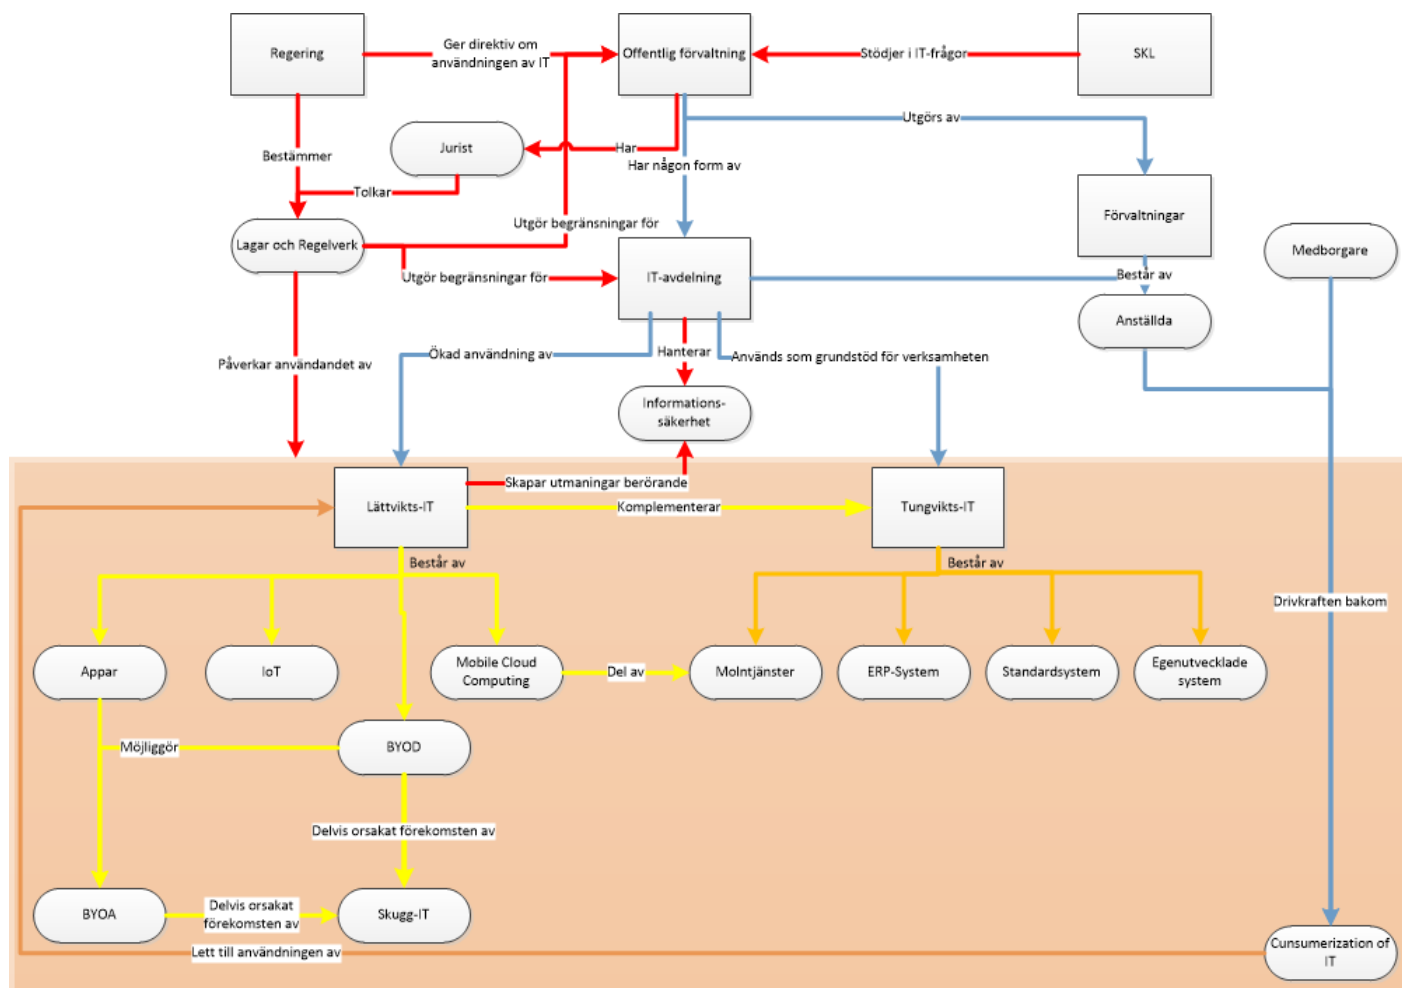 Regering
Ger direktiv om
användningen av IT
Offentlig förvaltning
Stödjer i IT-frågor
SKL
Utgörs av
Jurist
Har
Bestämmer
Har någon form av
Tolkar
Förvaltningar
Utgör begränsningar för
Lagar och Regelverk
Medborgare
Utgör begränsningar för
IT-avdelning
Består av
Anställda
Ökad användning av
Hanterar
Används som grundstöd för verksamheten
Påverkar användandet av
Informations-
säkerhet
Skapar utmaningar berörande
Lättvikts-IT
Komplementerar
Tungvikts-IT
Består av
Består av
Drivkraften bakom
Appar
IoT
Mobile Cloud
Computing
Del av
Molntjänster
ERP-System
Standardsystem
Egenutvecklade
system
Möjliggör
BYOD
Delvis orsakat förekomsten av
BYOA
Delvis orsakat
förekomsten av
Skugg-IT
Lett till användningen av
Cunsumerization of
IT